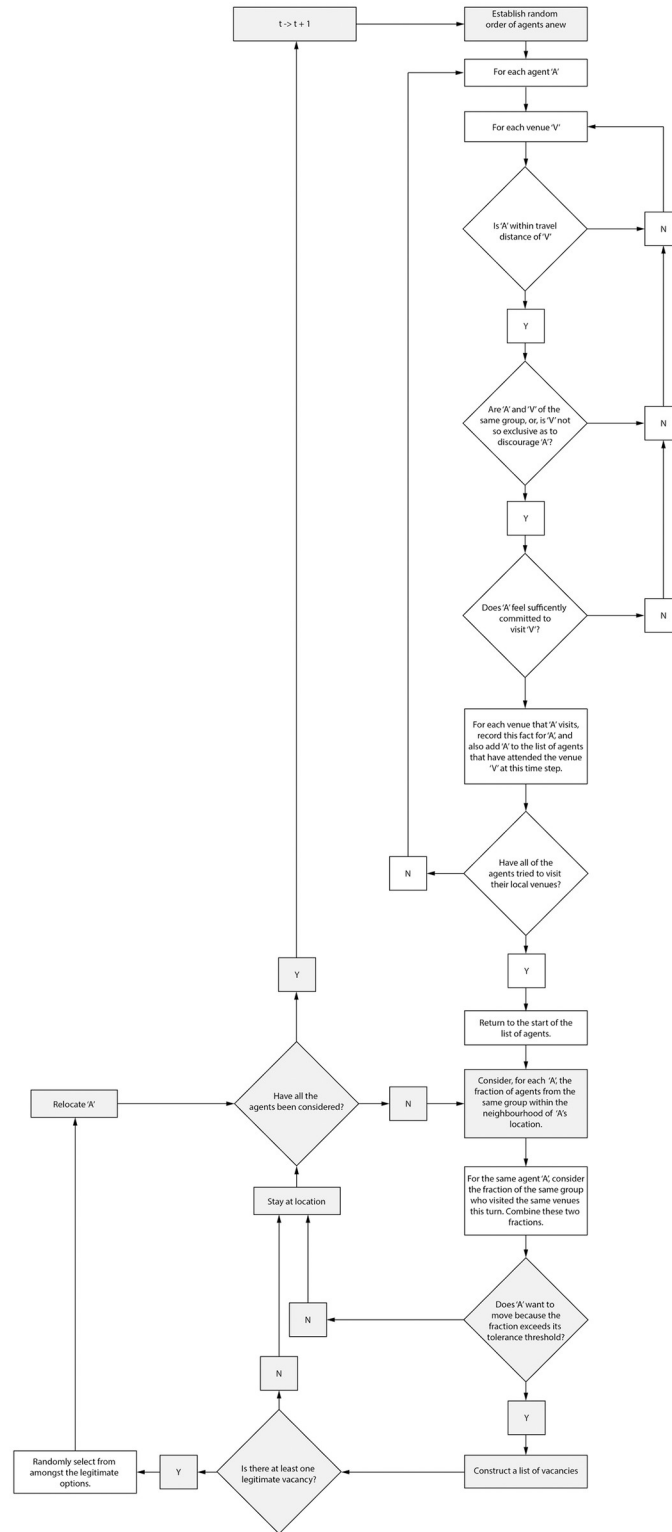 t -> t + 1
Establish random
order of agents anew
For each agent 'A'
For each venue 'V'
Is 'A' within travel
distance of 'V'
N
Y
Are 'A' and 'V' of the
same group, or, is 'V' not
so exclusive as to
discourage 'A'?
N
Y
Does 'A' feel sufficently
committed to
visit 'V'?
N
For each venue that 'A' visits,
record this fact for 'A', and
also add 'A' to the list of agents
that have attended the venue
'V' at this time step.
Have all of the
agents tried to visit
their local venues?
N
Y
Y
Return to the start of the
list of agents.
Have all the
agents been considered?
Relocate 'A'
N
Consider, for each 'A', the
fraction of agents from the
same group within the
neighbourhood of 'A's
location.
Stay at location
For the same agent 'A', consider
the fraction of the same group
who visited the same venues
this turn. Combine these two
fractions.
Does 'A' want to
move because the
fraction exceeds its
tolerance threshold?
N
N
Y
Randomly select from
amongst the legitimate
options.
Y
Is there at least one
legitimate vacancy?
Construct a list of vacancies